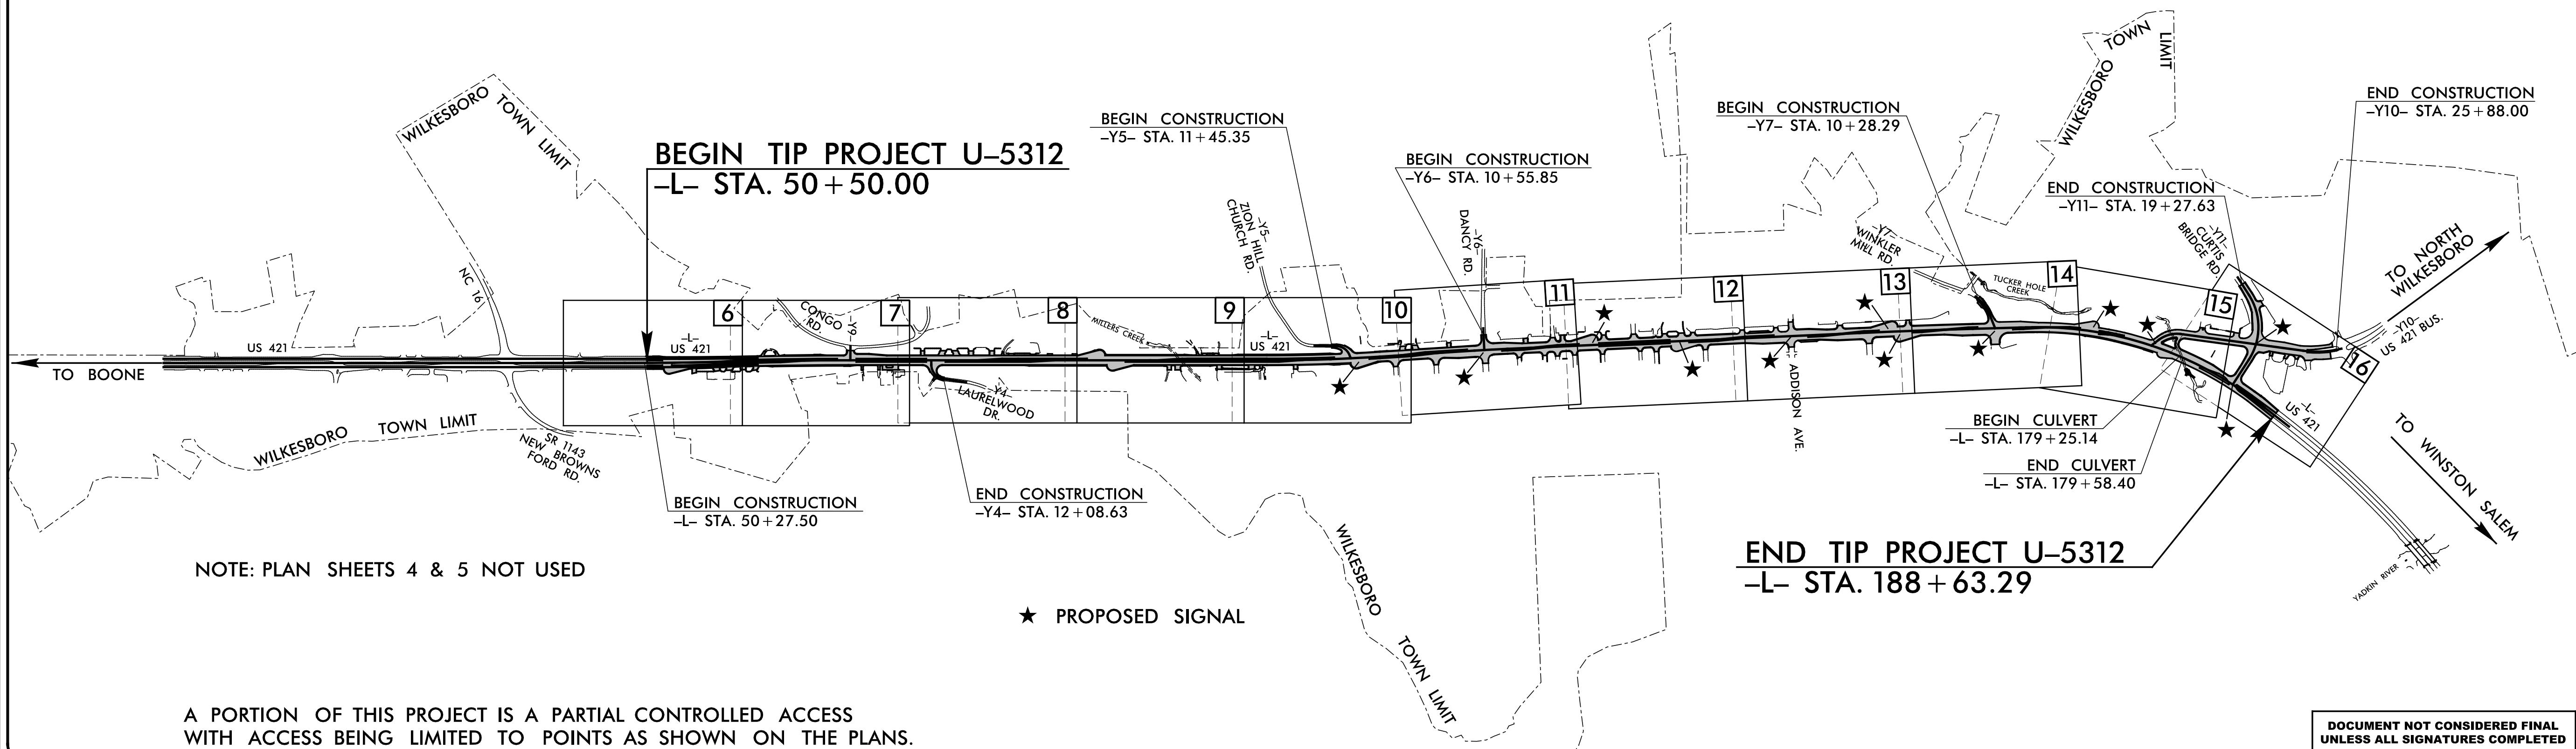 WILKESBORO TOWN LIMIT
WILKESBORO
TOWN
LIMIT
BEGIN TIP PROJECT U–5312
–L– STA. 50+50.00
BEGIN CONSTRUCTION
–Y5– STA. 11+45.35
BEGIN CONSTRUCTION
–Y6– STA. 10+55.85
BEGIN CONSTRUCTION
–Y7– STA. 10+28.29
END CONSTRUCTION
–Y10– STA. 25+88.00
END CONSTRUCTION
–Y11– STA. 19+27.63
NC 16
US 421
TO BOONE
–L–
US 421
6
CONGO
RD.
–Y9–
7
8
MILLERS CREEK
9
–L–
US 421
–Y5–
ZION HILL
CHURCH RD.
10
–Y6–
DANCY RD.
11
12
13
–Y7–
WINKLER
MILL RD.
TUCKER HOLE
CREEK
14
15
–Y11–
CURTIS
BRIDGE RD.
16
TO NORTH
WILKESBORO
–Y10–
US 421 BUS.
–Y4–
LAURELWOOD
DR.
ADDISON AVE.
–L–
US 421
TO WINSTON SALEM
WILKESBORO TOWN LIMIT
SR 1143
NEW BROWNS
FORD RD.
BEGIN CONSTRUCTION
–L– STA. 50+27.50
END CONSTRUCTION
–Y4– STA. 12+08.63
BEGIN CULVERT
–L– STA. 179+25.14
END CULVERT
–L– STA. 179+58.40
END TIP PROJECT U–5312
–L– STA. 188+63.29
YADKIN RIVER
WILKESBORO
TOWN LIMIT
NOTE: PLAN SHEETS 4 & 5 NOT USED
★ PROPOSED SIGNAL
A PORTION OF THIS PROJECT IS A PARTIAL CONTROLLED ACCESS
WITH ACCESS BEING LIMITED TO POINTS AS SHOWN ON THE PLANS.
DOCUMENT NOT CONSIDERED FINAL
UNLESS ALL SIGNATURES COMPLETED